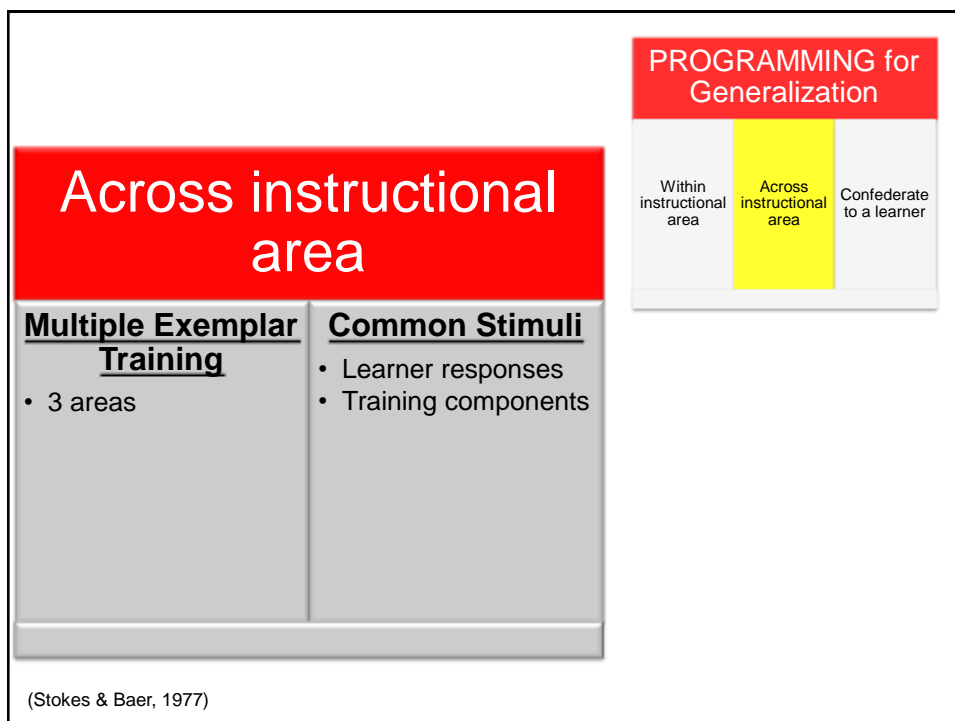 PROGRAMMING for
Generalization
Within
instructional
area
Across
instructional
area
Confederate
to a learner
Across instructional
area
Multiple Exemplar
Training
• 3 areas
Common Stimuli
• Learner responses
• Training components
(Stokes & Baer, 1977)